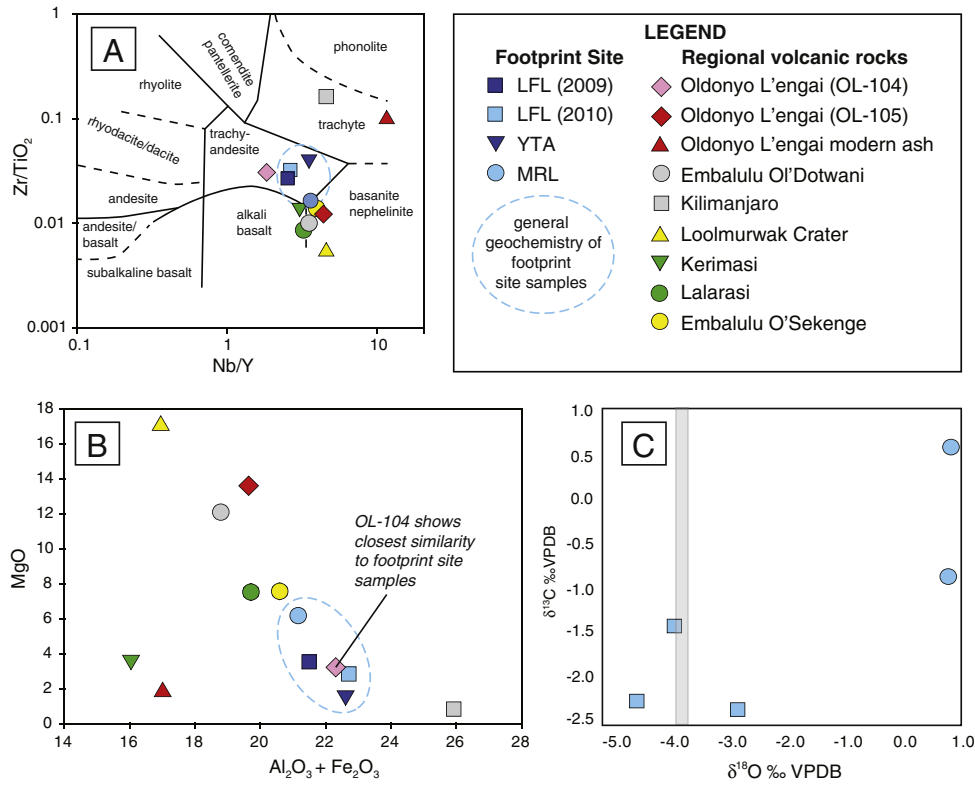 A
1
0.1
0.01
0.001
Zr/TiO2
0.1
1
10
Nb/Y
comendite
pantellerite
phonolite
rhyolite
trachyte
rhyodacite/dacite
trachy-
andesite
andesite
andesite/
basalt
subalkaline basalt
alkali
basalt
basanite
nephelinite
LEGEND
Footprint Site
LFL (2009)
LFL (2010)
YTA
MRL
general
geochemistry of
footprint
site samples
Regional volcanic rocks
Oldonyo L'engai (OL-104)
Oldonyo L'engai (OL-105)
Oldonyo L'engai modern ash
Embalulu Ol'Dotwani
Kilimanjaro
Loolmurwak Crater
Kerimasi
Lalarasi
Embalulu O'Sekenge
B
18
16
14
12
10
8
6
4
2
0
MgO
14
16
18
20
22
24
26
28
Al2O3 + Fe2O3
OL-104 shows
closest similarity
to footprint site
samples
C
1.0
0.5
0.0
-0.5
-1.0
-1.5
-2.0
-2.5
δ13C ‰ VPDB
-5.0
-4.0
-3.0
-2.0
-1.0
0.0
1.0
δ18O ‰ VPDB